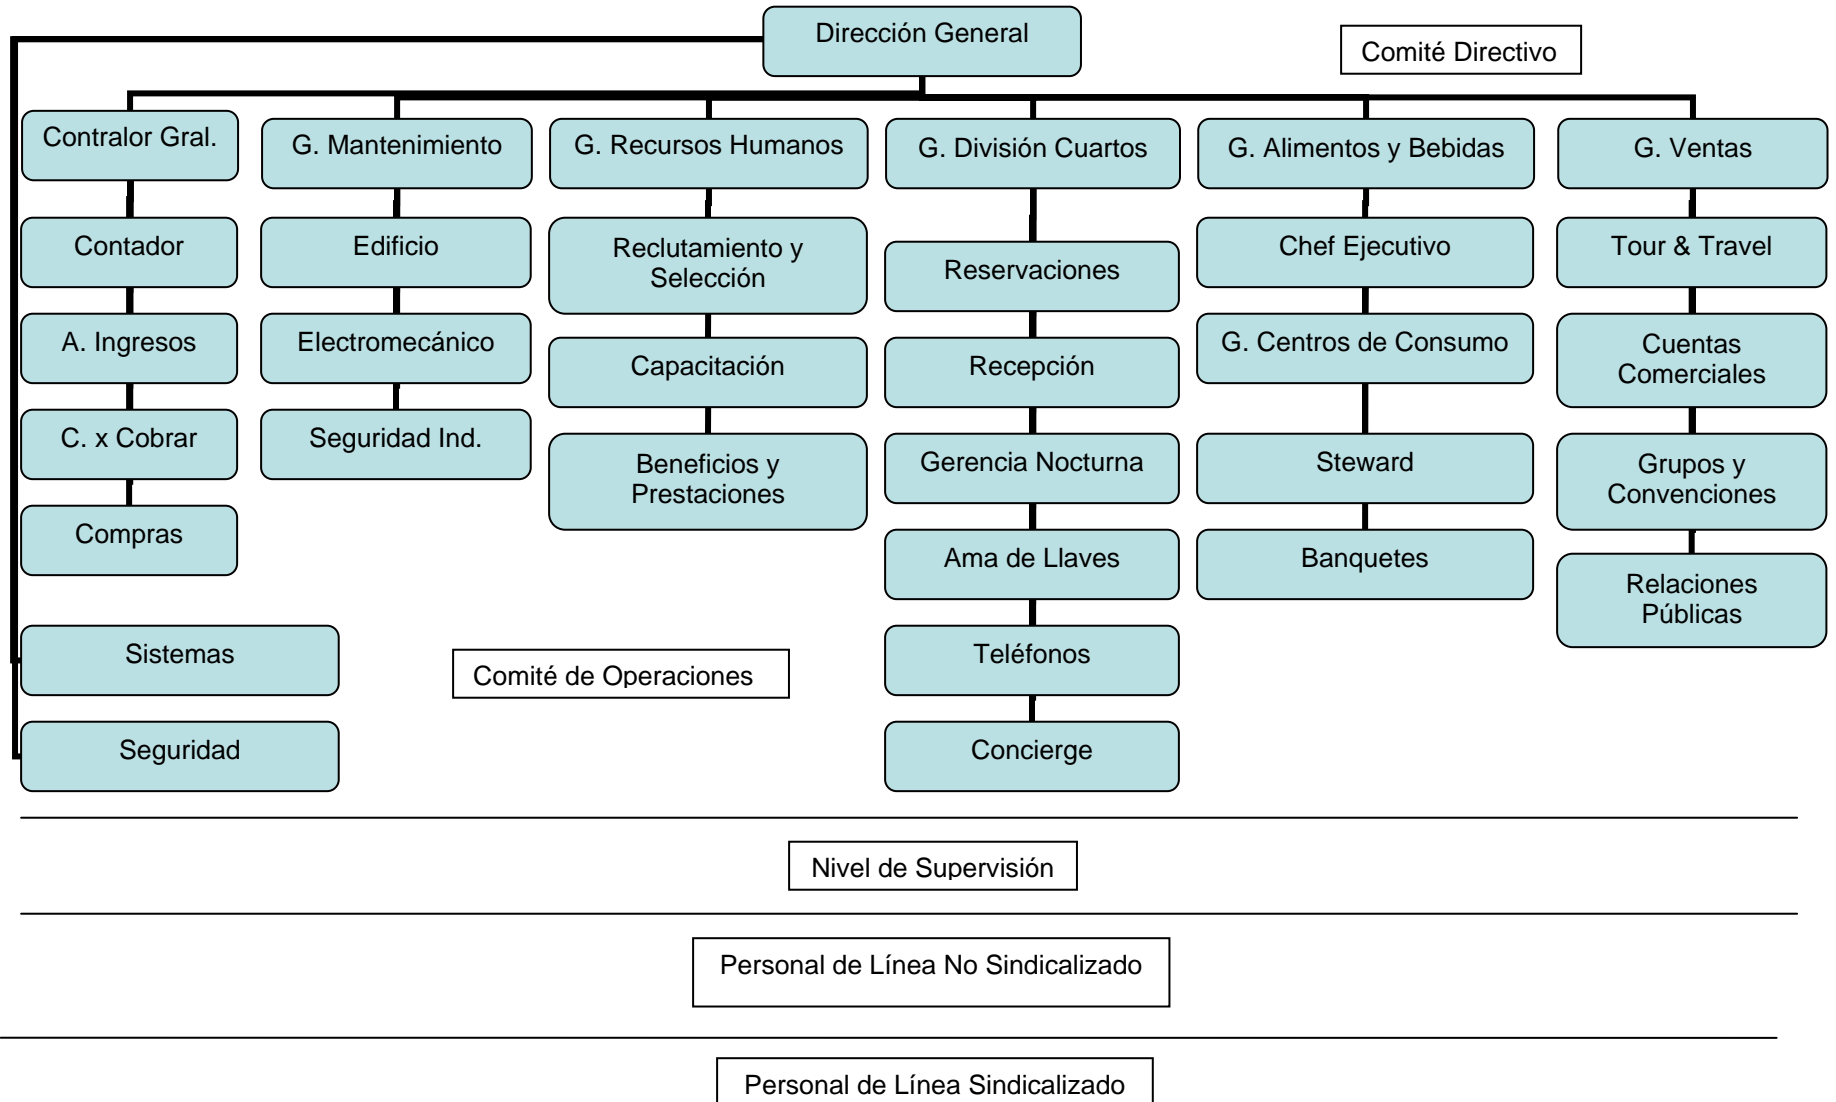 Dirección General
Comité Directivo
Contralor Gral.
G. Mantenimiento
G. Recursos Humanos
G. División Cuartos
G. Alimentos y Bebidas
G. Ventas
Contador
Edificio
Reclutamiento y
Selección
Reservaciones
Chef Ejecutivo
Tour & Travel
A. Ingresos
Electromecánico
Capacitación
Recepción
G. Centros de Consumo
Cuentas
Comerciales
C. x Cobrar
Seguridad Ind.
Beneficios y
Prestaciones
Gerencia Nocturna
Steward
Grupos y
Convenciones
Compras
Ama de Llaves
Banquetes
Relaciones
Públicas
Sistemas
Comité de Operaciones
Teléfonos
Seguridad
Concierge
Nivel de Supervisión
Personal de Línea No Sindicalizado
Personal de Línea Sindicalizado